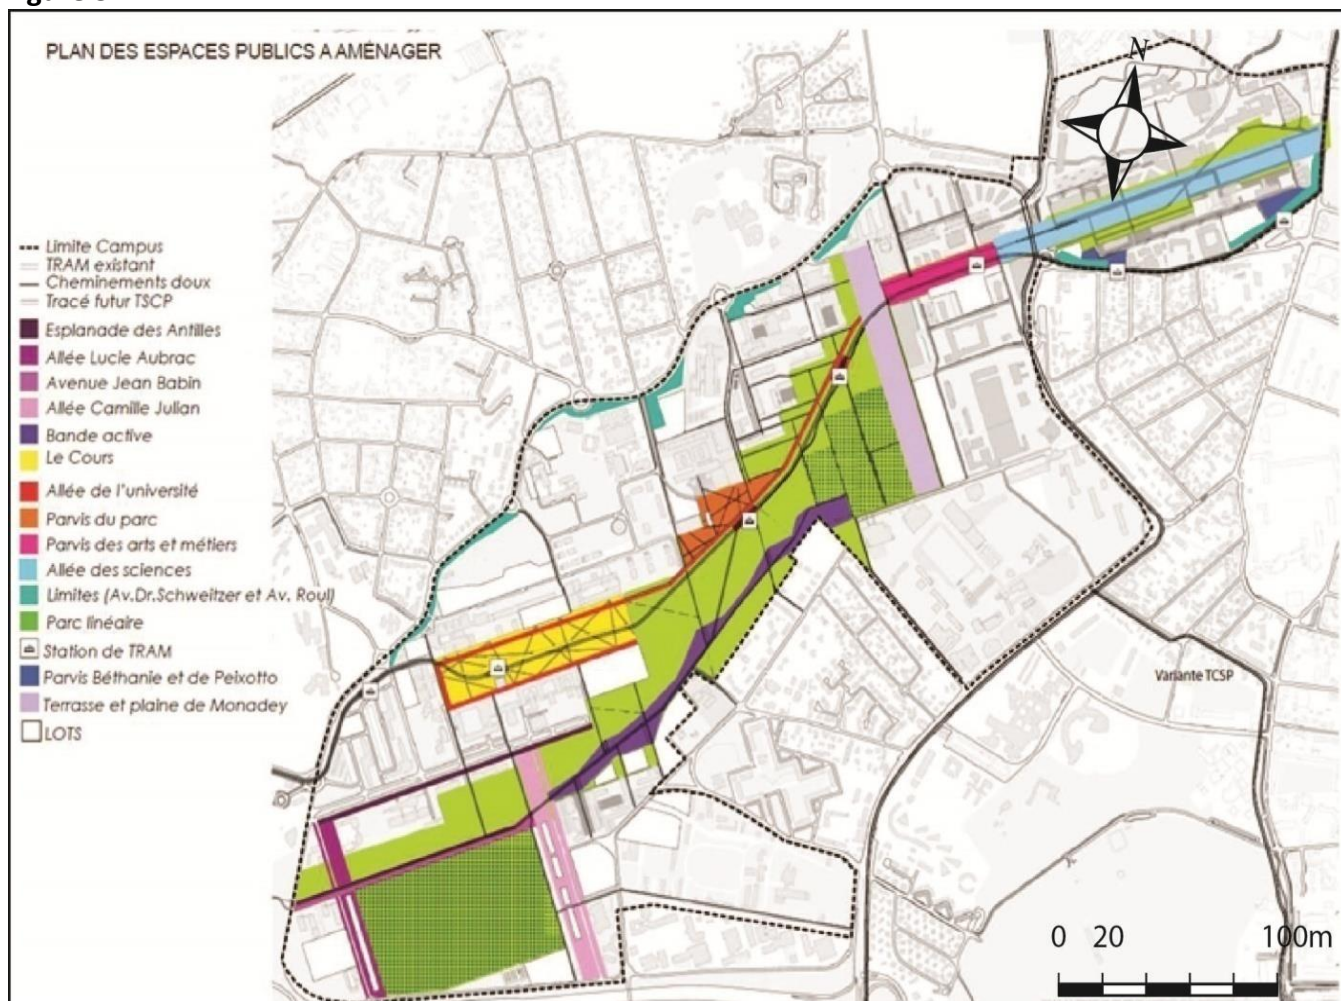 PLAN DES ESPACES PUBLICS A AMÉNAGER
N
Limite Campus
TRAM existant
Cheminements doux
Tracé futur TSCP
Esplanade des Antilles
Allée Lucie Aubrac
Avenue Jean Babin
Allée Camille Julian
Bande active
Le Cours
Allée de l'université
Parvis du parc
Parvis des arts et métiers
Allée des sciences
Limites (Av.Dr.Schweitzer et Av. Roul)
Parc linéaire
Station de TRAM
Parvis Béthanie et de Peixotto
Terrasse et plaine de Monadey
LOTS
Variante TCSP
0 20 100m